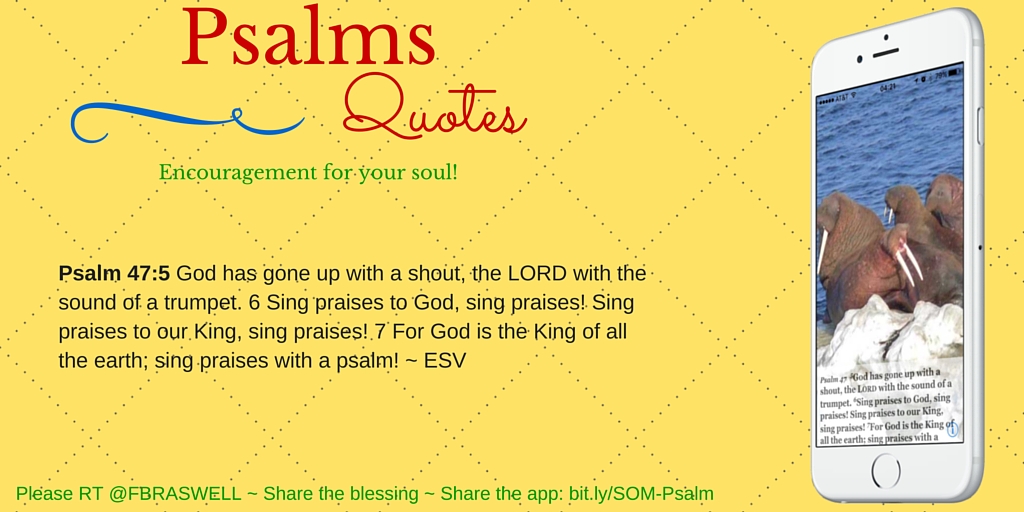 Psalms
Quotes
Encouragement for your soul!
Psalm 47:5 God has gone up with a shout, the LORD with the
sound of a trumpet. 6 Sing praises to God, sing praises! Sing
praises to our King, sing praises! 7 For God is the King of all
the earth; sing praises with a psalm! ~ ESV
Please RT @FBRASWELL ~ Share the blessing ~ Share the app: bit.ly/SOM-Psalm
AT&T 04:21 78%
Psalm 47 ⁵God has gone up with a
shout, the LORD with the sound of a
trumpet. ⁶Sing praises to God, sing
praises! Sing praises to our King,
sing praises! ⁷For God is the King of
all the earth; sing praises with a